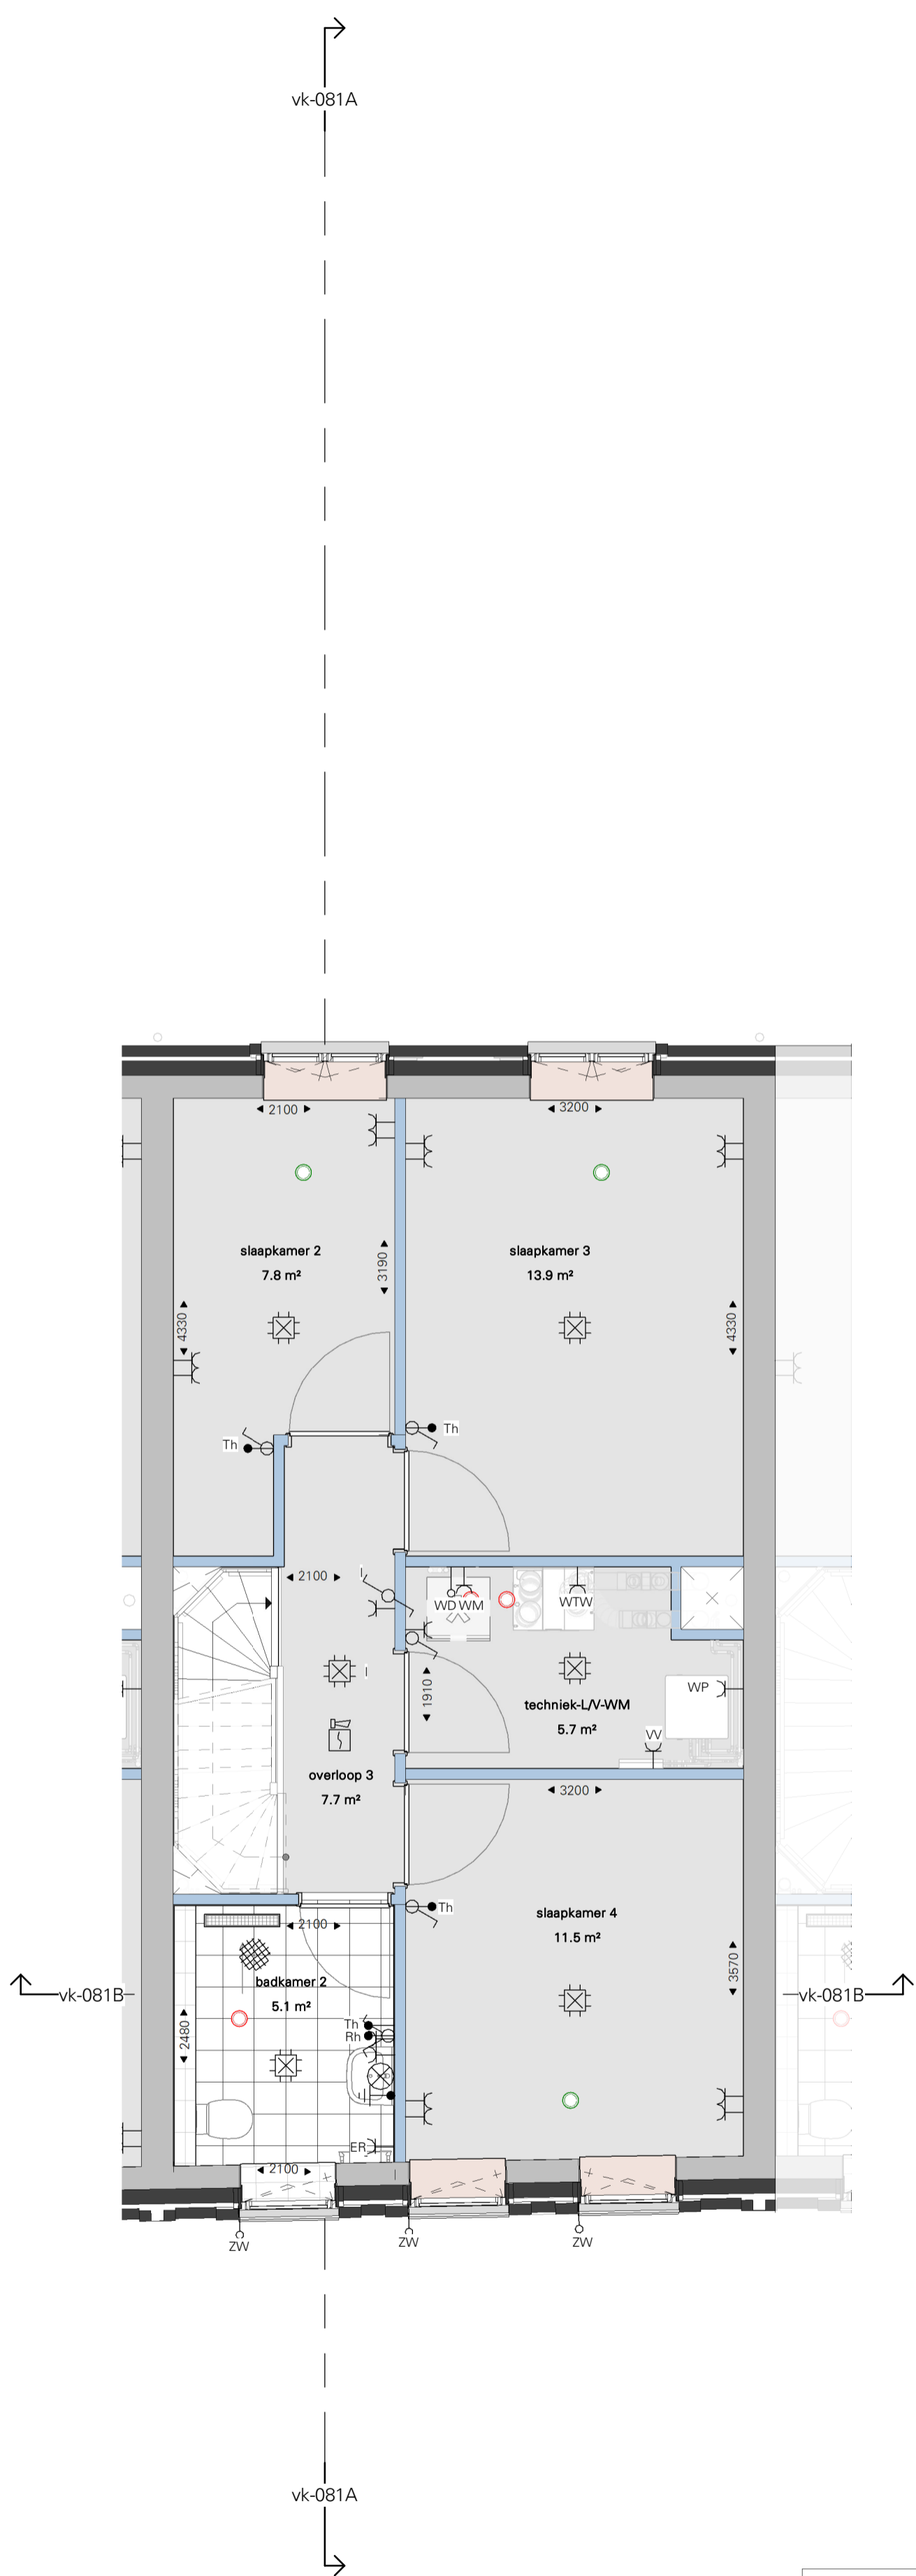 vk-081A
2100
3200
slaapkamer 2
7.8 m²
slaapkamer 3
13.9 m²
3190
4330
4330
Th
Th
2100
I
WD WM
WTW
I
1910
techniek-L/V-WM
5.7 m²
WP
VV
overloop 3
7.7 m²
3200
Th
slaapkamer 4
11.5 m²
2100
3570
badkamer 2
5.1 m²
vk-081B
vk-081B
2480
Th
Rh
ER
2100
ZW
ZW
ZW
vk-081A